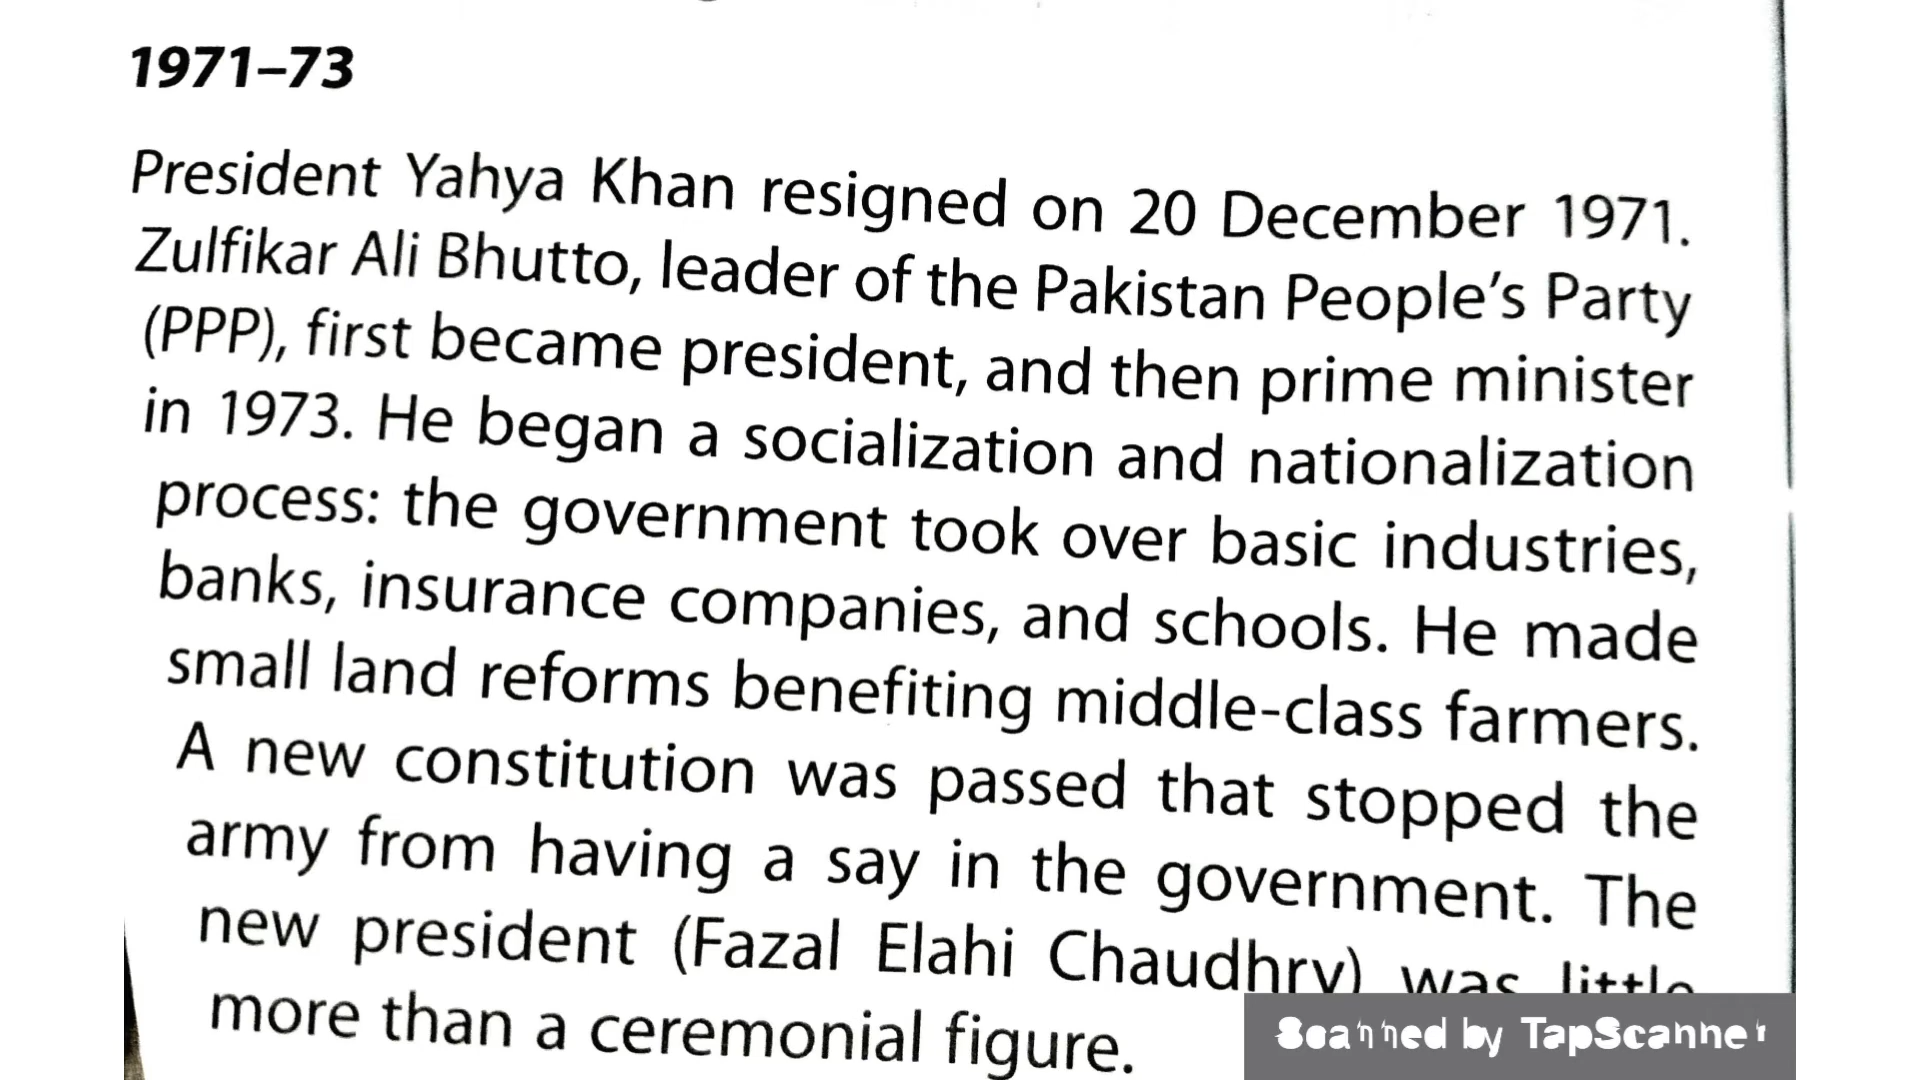 1971–73
President Yahya Khan resigned on 20 December 1971.
Zulfikar Ali Bhutto, leader of the Pakistan People's Party
(PPP), first became president, and then prime minister
in 1973. He began a socialization and nationalization
process: the government took over basic industries,
banks, insurance companies, and schools. He made
small land reforms benefiting middle-class farmers.
A new constitution was passed that stopped the
army from having a say in the government. The
new president (Fazal Elahi Chaudhry) was little
more than a ceremonial figure.
Scanned by TapScanner